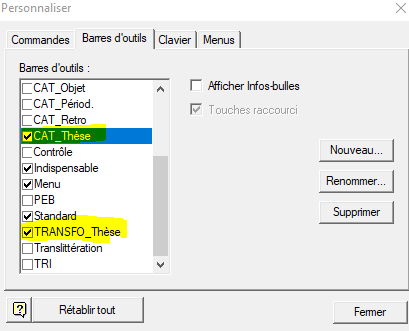 Personnaliser
Commandes
Barres d'outils
Clavier
Menus
Barres d'outils :
CAT_Objet
CAT_Périod.
CAT_Retro
CAT_Thèse
Contrôle
Indispensable
Menu
PEB
Standard
TRANSFO_Thèse
Translittération
TRI
Afficher Infos-bulles
Touches raccourci
Nouveau...
Renommer...
Supprimer
?
Rétablir tout
Fermer